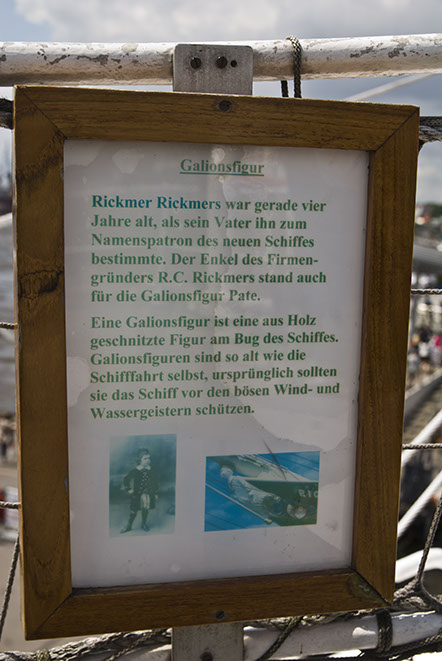 Galionsfigur
Rickmer Rickmers war gerade vier
Jahre alt, als sein Vater ihn zum
Namenspatron des neuen Schiffes
bestimmte. Der Enkel des Firmen-
gründers R.C. Rickmers stand auch
für die Galionsfigur Pate.
Eine Galionsfigur ist eine aus Holz
geschnitzte Figur am Bug des Schiffes.
Galionsfiguren sind so alt wie die
Schifffahrt selbst, ursprünglich sollten
sie das Schiff vor den bösen Wind- und
Wassergeistern schützen.